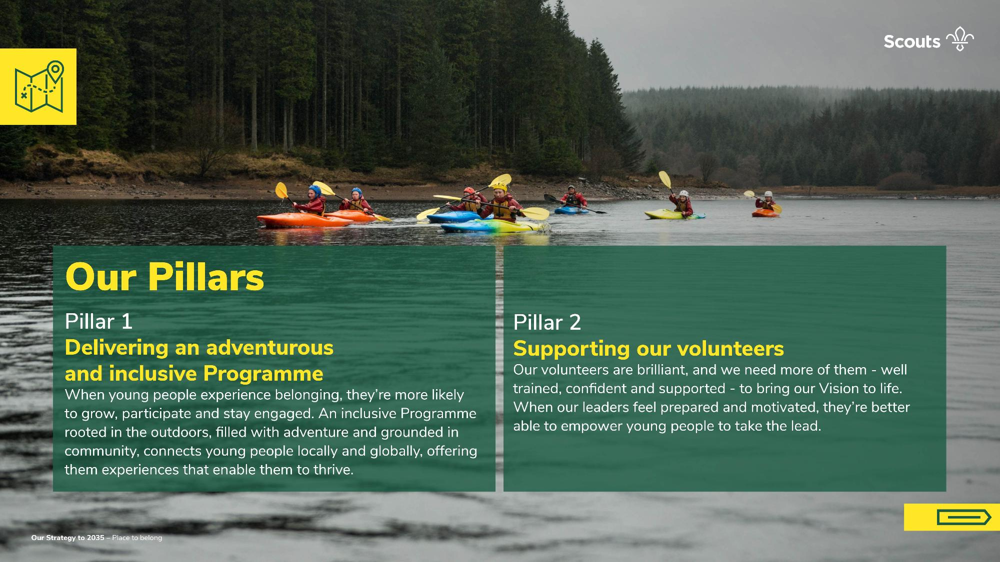 Scouts
Our Pillars
Pillar 1
Delivering an adventurous
and inclusive Programme
When young people experience belonging, they’re more likely
to grow, participate and stay engaged. An inclusive Programme
rooted in the outdoors, filled with adventure and grounded in
community, connects young people locally and globally, offering
them experiences that enable them to thrive.
Pillar 2
Supporting our volunteers
Our volunteers are brilliant, and we need more of them - well
trained, confident and supported - to bring our Vision to life.
When our leaders feel prepared and motivated, they’re better
able to empower young people to take the lead.
Our Strategy to 2035 – Place to belong